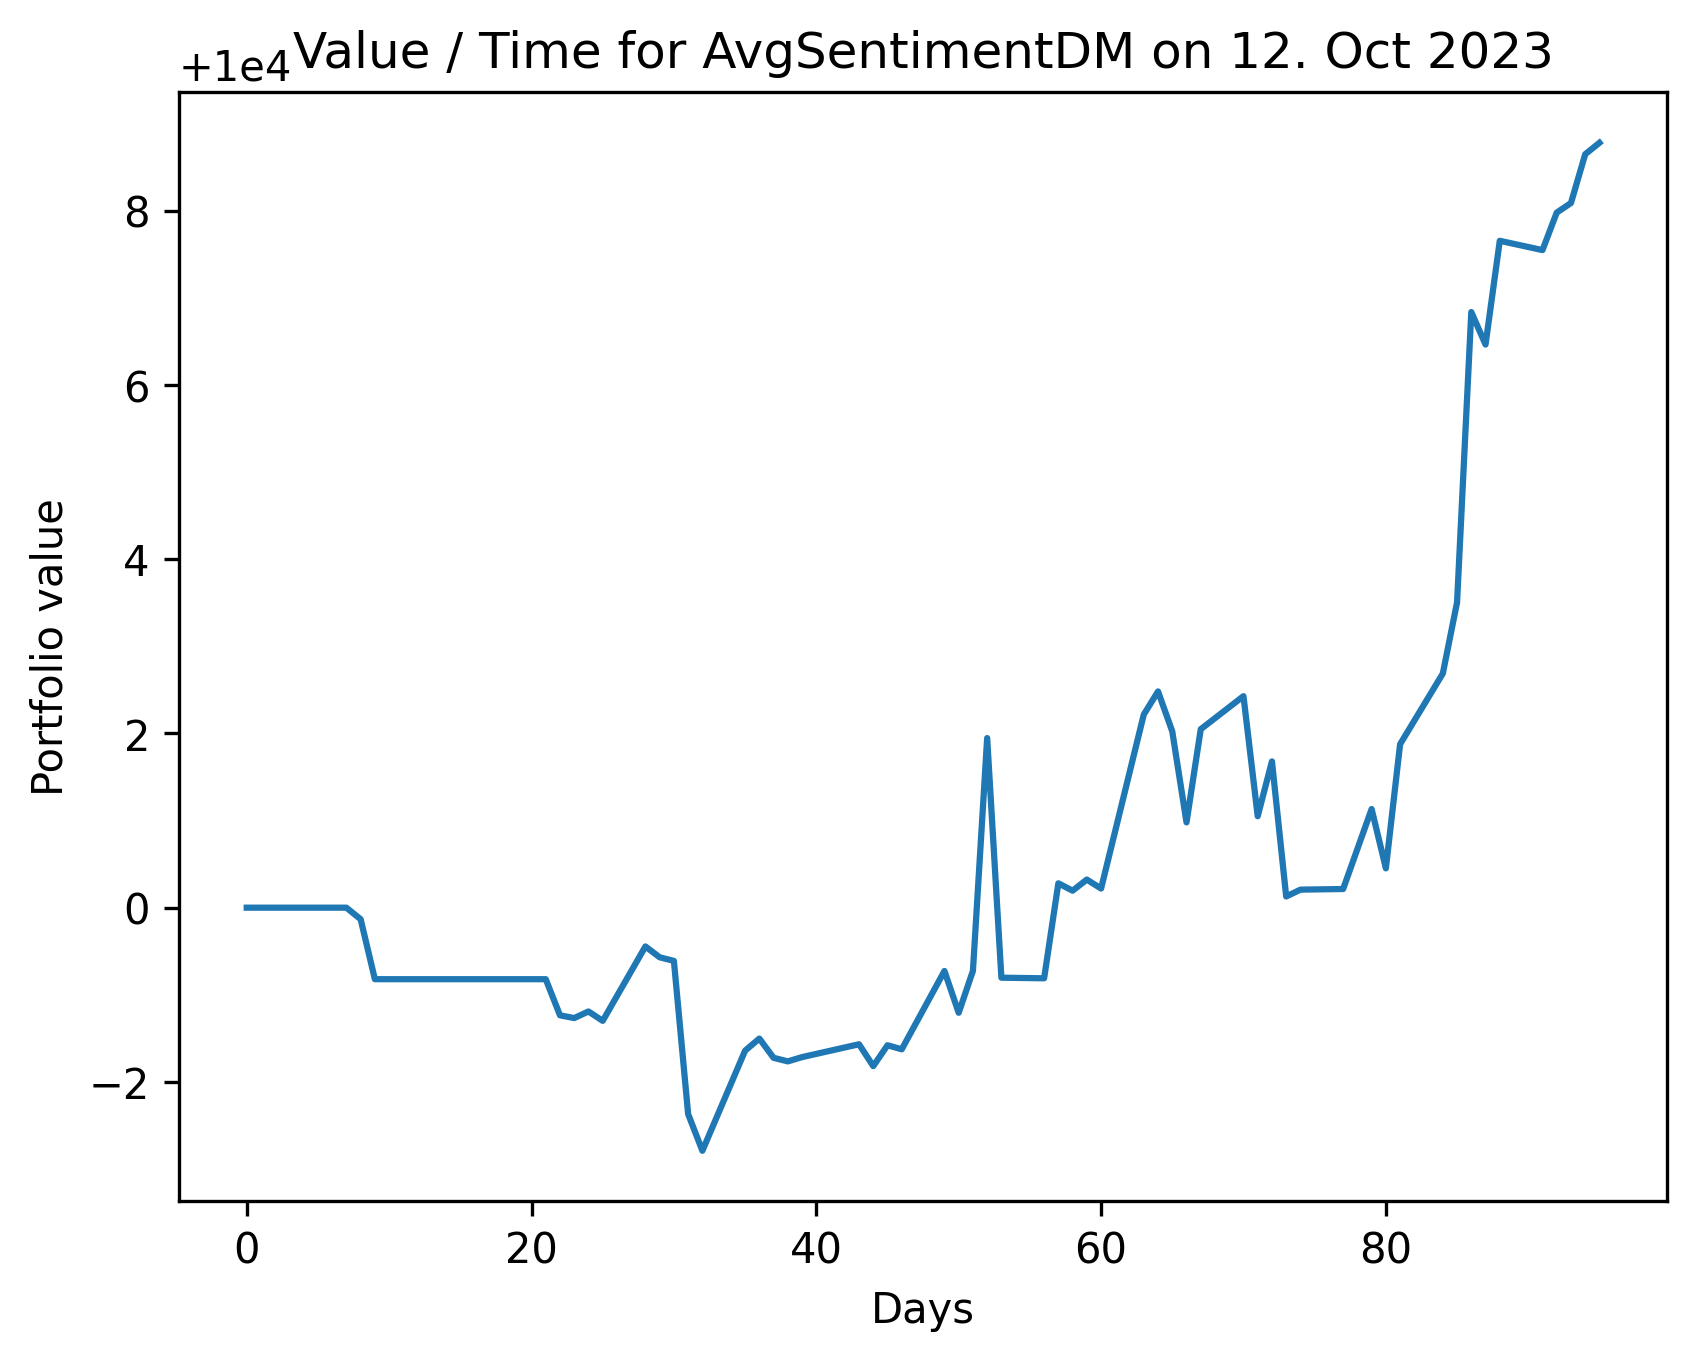 Value / Time for AvgSentimentDM on 12. Oct 2023
+1e4
8
6
4
2
0
−2
Portfolio value
0 20 40 60 80
Days